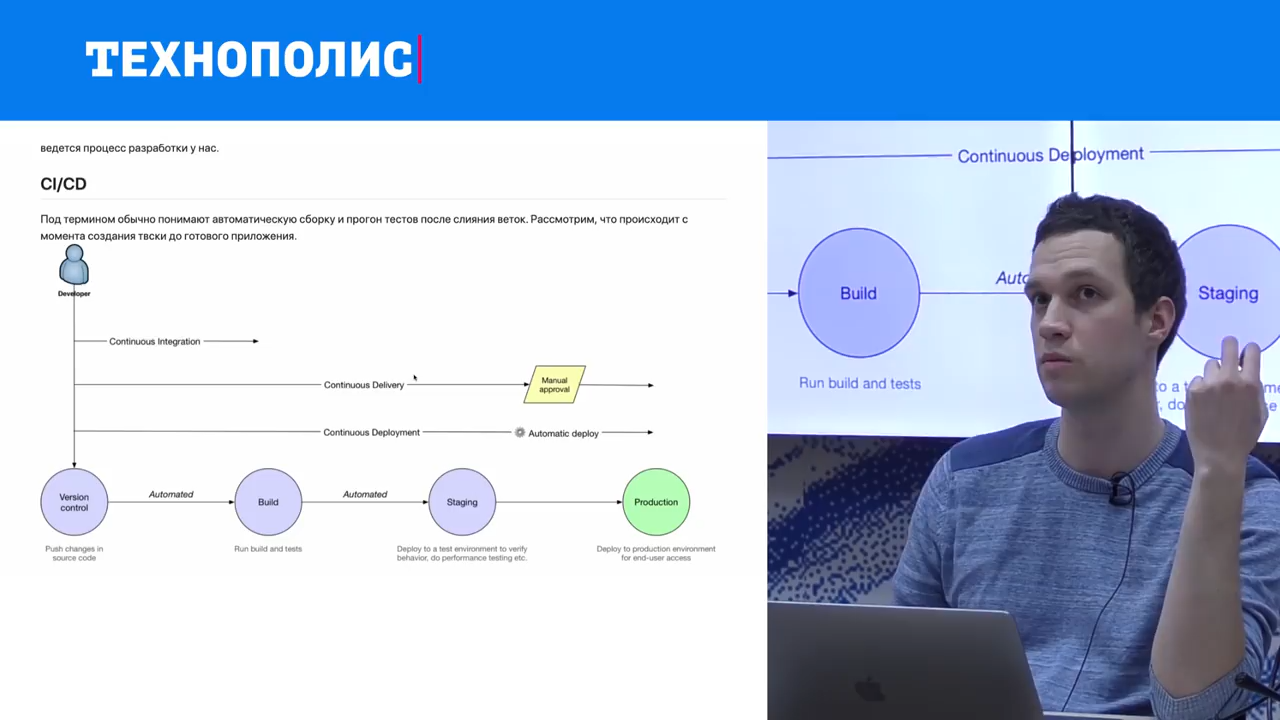 ТЕХНОПОЛИС
ведется процесс разработки у нас.
CI/CD
Под термином обычно понимают автоматическую сборку и прогон тестов после слияния веток. Рассмотрим, что происходит с
момента создания твски до готового приложения.
Developer
Continuous Integration
Continuous Delivery
Manual
approval
Continuous Deployment
Automatic deploy
Version
control
Automated
Build
Automated
Staging
Production
Push changes in
source code
Run build and tests
Deploy to a test environment to verify
behavior, do performance testing etc.
Deploy to production environment
for end-user access
Continuous Deployment
Build
Staging
Run build and tests